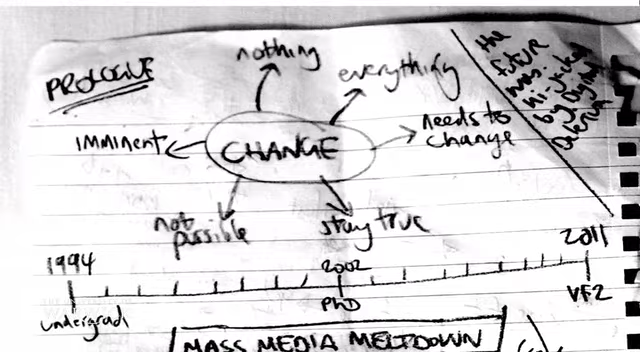 PROLOGUE
nothing
everything
the
future
was
hi-jacked
by Digital
imminent
CHANGE
needs to
change
not
possible
stay true
1994
2002
2011
undergrad
PhD
VF2
MASS MEDIA MELTDOWN